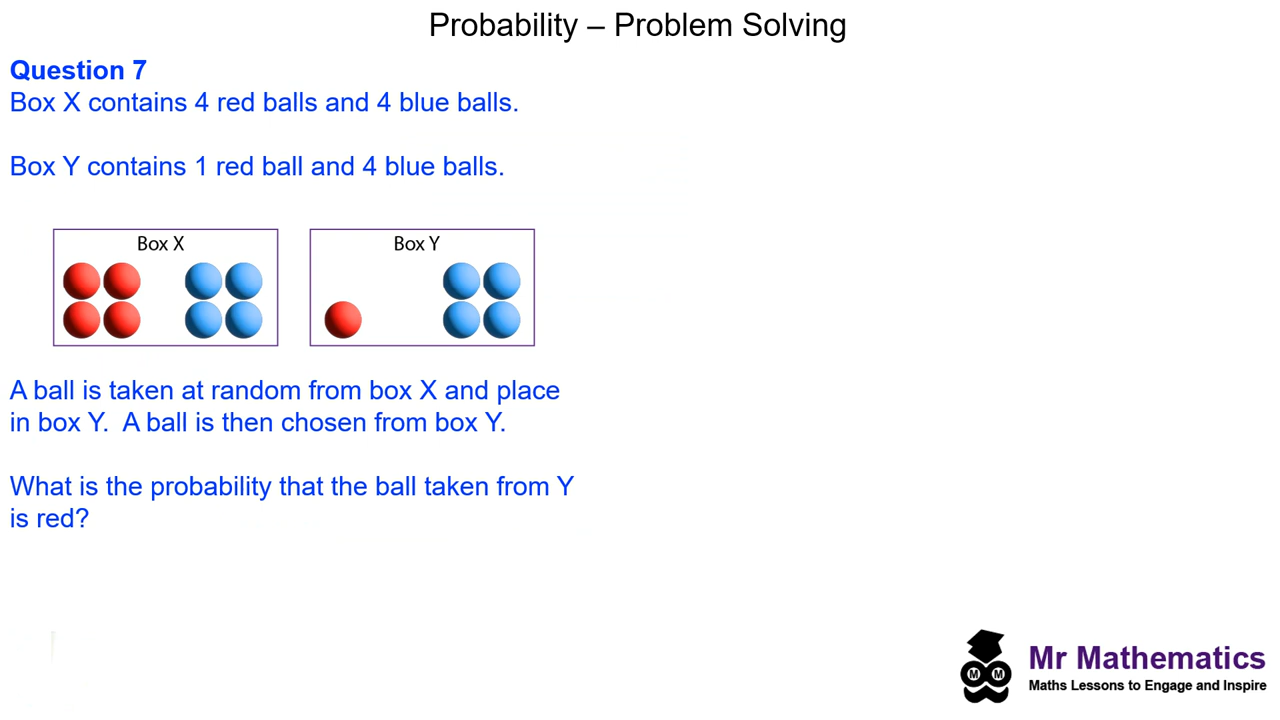 Probability – Problem Solving
Question 7
Box X contains 4 red balls and 4 blue balls.
Box Y contains 1 red ball and 4 blue balls.
Box X
Box Y
A ball is taken at random from box X and place
in box Y.  A ball is then chosen from box Y.
What is the probability that the ball taken from Y
is red?
M M
Mr Mathematics
Maths Lessons to Engage and Inspire